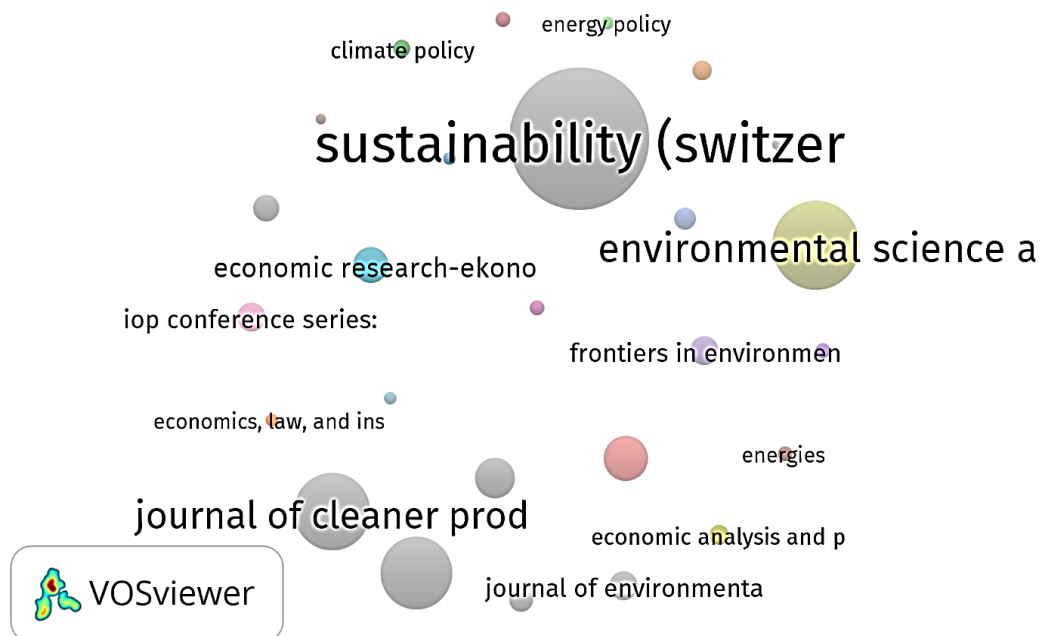 energy policy
climate policy
sustainability (switzer
environmental science a
economic research-ekono
iop conference series:
frontiers in environmen
economics, law, and ins
energies
journal of cleaner prod
economic analysis and p
journal of environmenta
VOSviewer